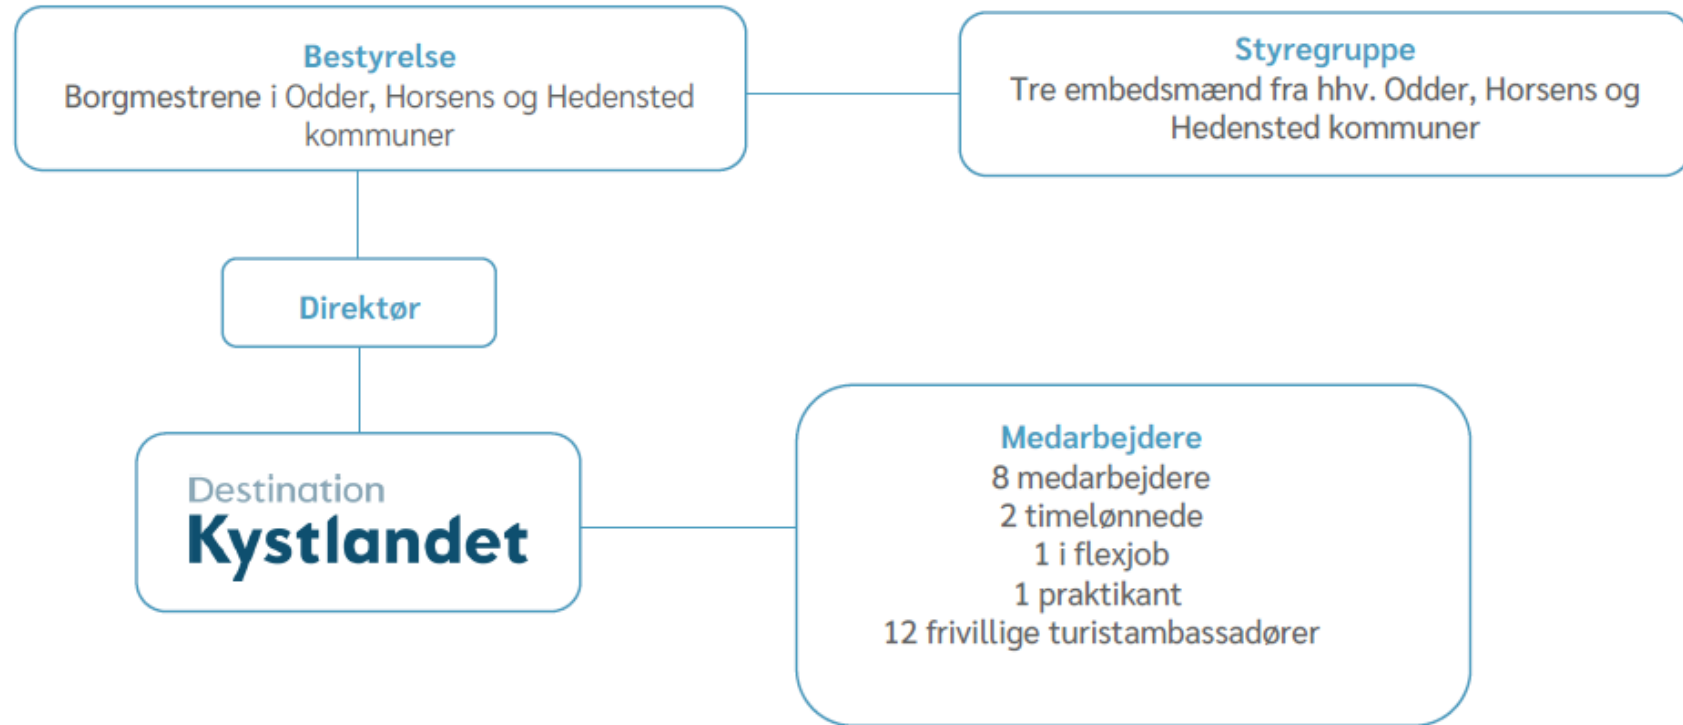 Bestyrelse
Borgmestrene i Odder, Horsens og Hedensted
kommuner
Styregruppe
Tre embedsmænd fra hhv. Odder, Horsens og
Hedensted kommuner
Direktør
Destination
Kystlandet
Medarbejdere
8 medarbejdere
2 timelønnede
1 i flexjob
1 praktikant
12 frivillige turistambassadører